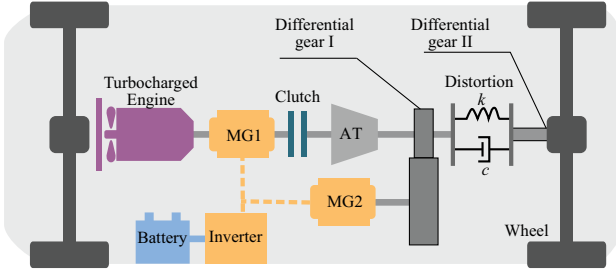 Differential
gear I
Differential
gear II
Turbocharged
Engine
Clutch
Distortion
k
MG1
AT
c
MG2
Battery
Inverter
Wheel